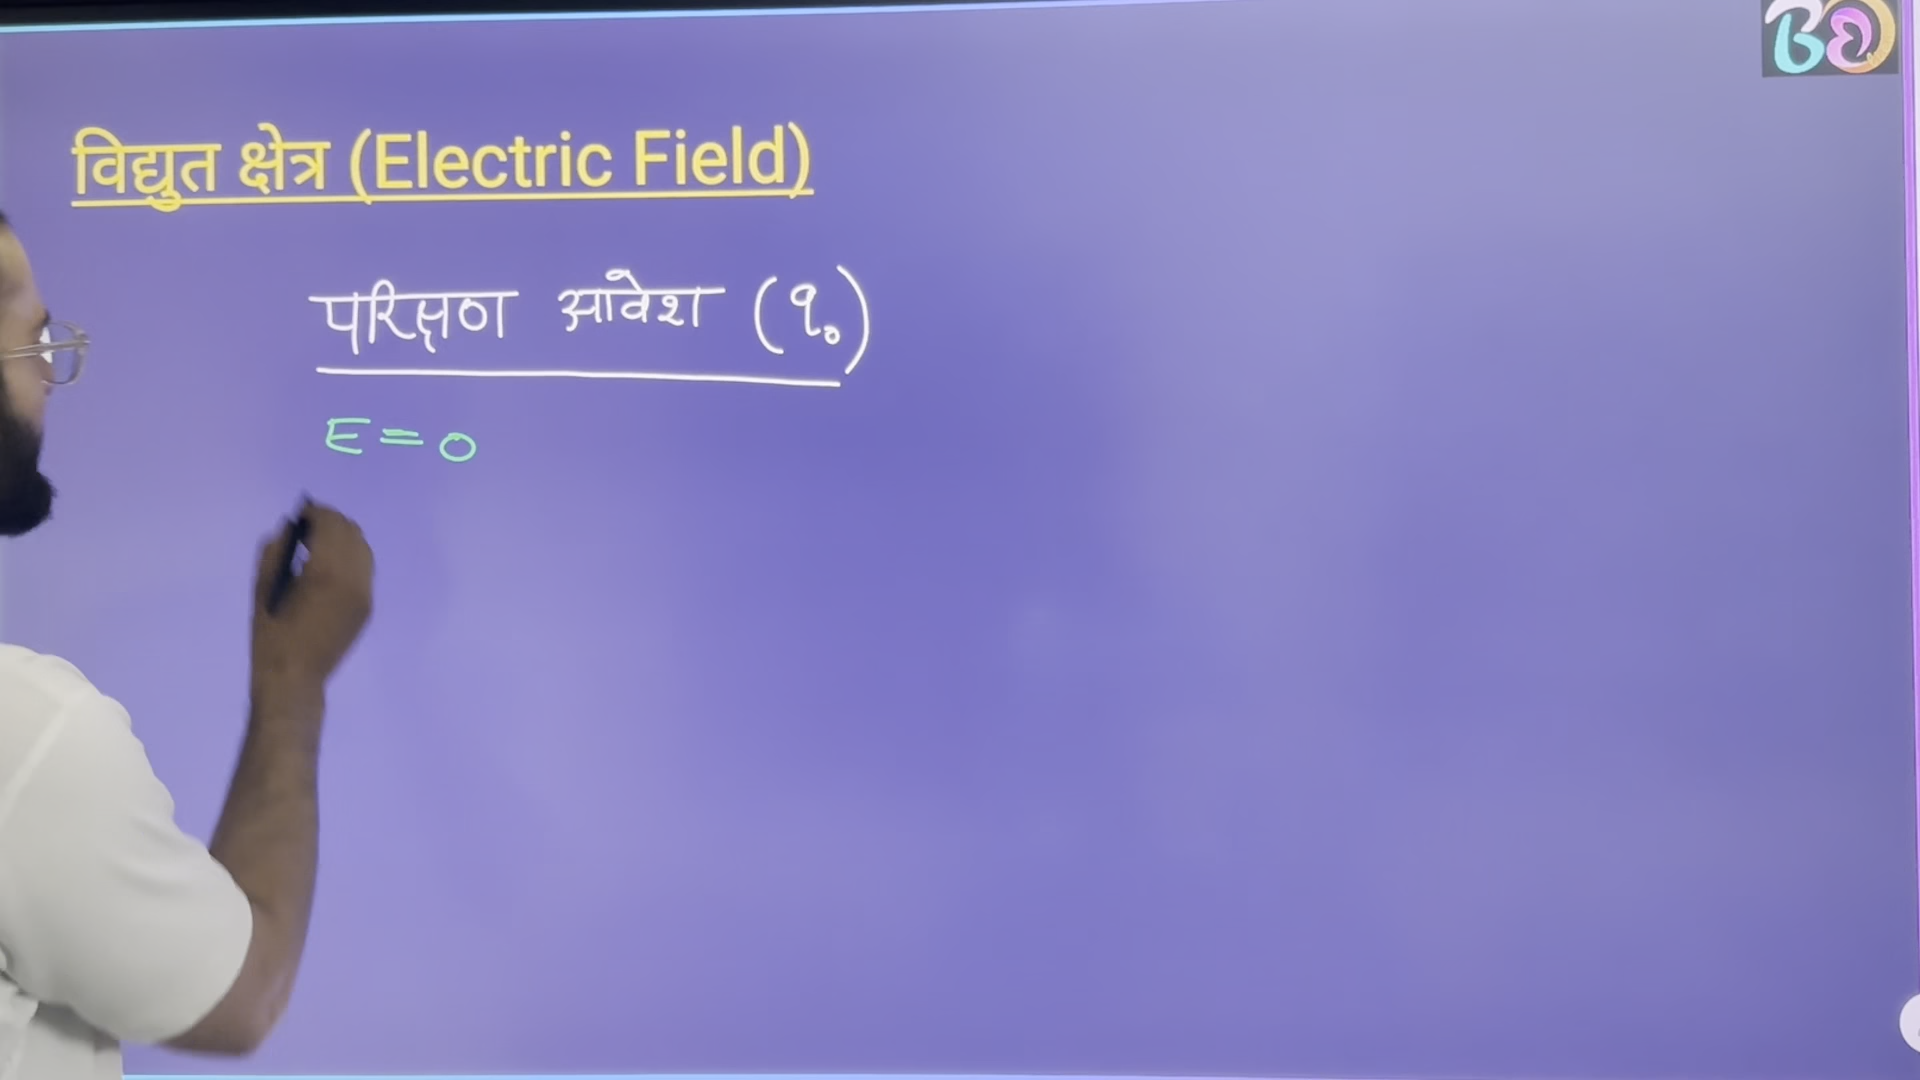 विद्युत क्षेत्र (Electric Field)
परिक्षण आवेश (q₀)
E = 0